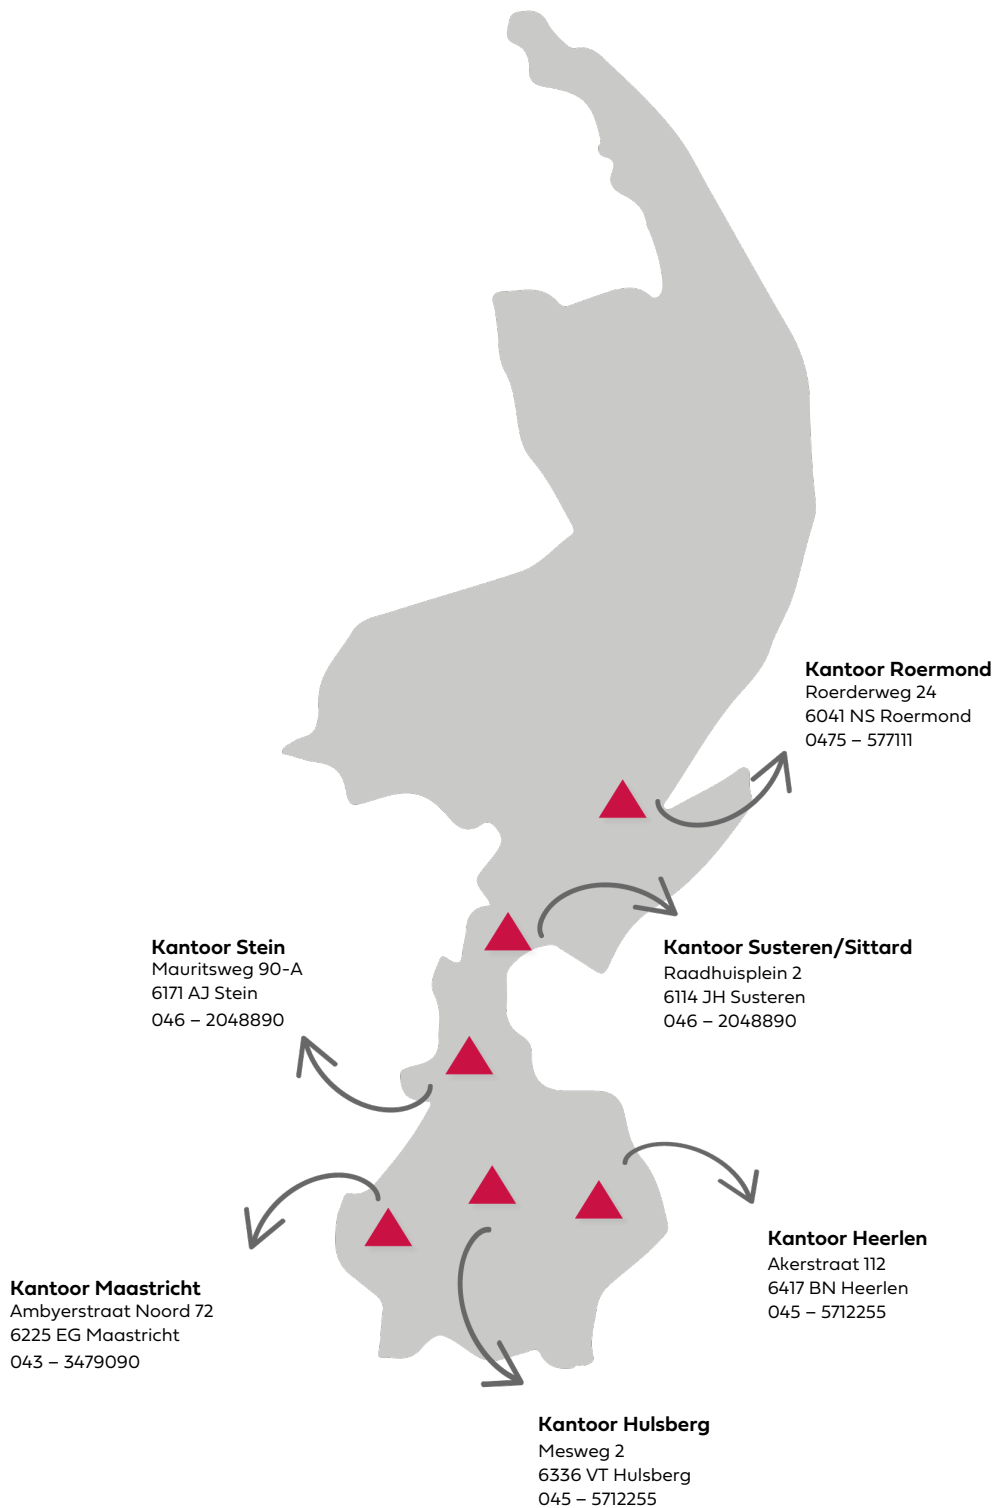 Kantoor Roermond
Roerderweg 24
6041 NS Roermond
0475 – 577111
Kantoor Stein
Mauritsweg 90-A
6171 AJ Stein
046 – 2048890
Kantoor Susteren/Sittard
Raadhuisplein 2
6114 JH Susteren
046 – 2048890
Kantoor Heerlen
Akerstraat 112
6417 BN Heerlen
045 – 5712255
Kantoor Maastricht
Ambyerstraat Noord 72
6225 EG Maastricht
043 – 3479090
Kantoor Hulsberg
Mesweg 2
6336 VT Hulsberg
045 – 5712255